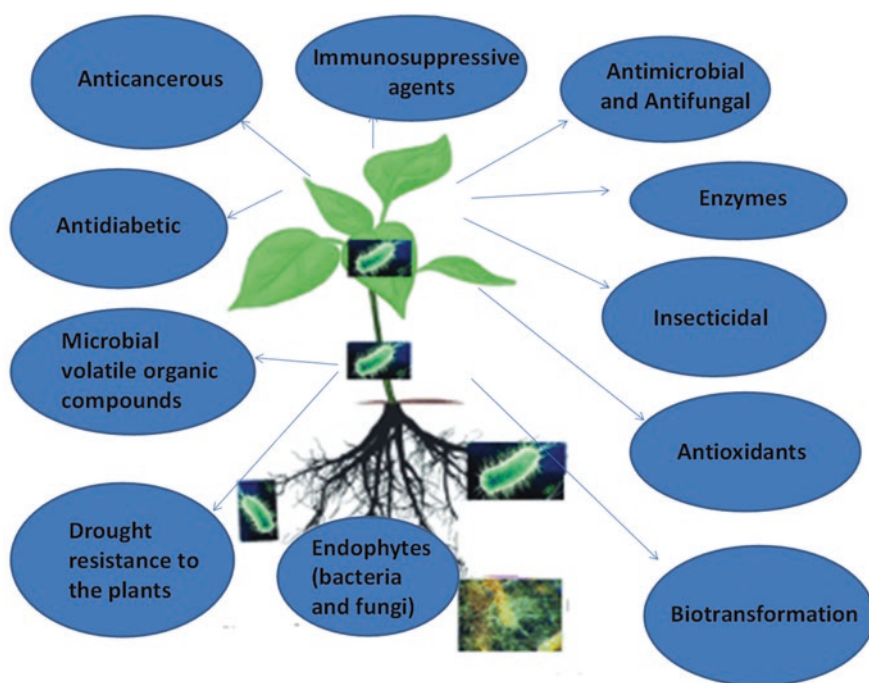 Anticancerous
Immunosuppressive
agents
Antimicrobial
and Antifungal
Antidiabetic
Enzymes
Microbial
volatile organic
compounds
Insecticidal
Antioxidants
Drought
resistance to
the plants
Endophytes
(bacteria
and fungi)
Biotransformation